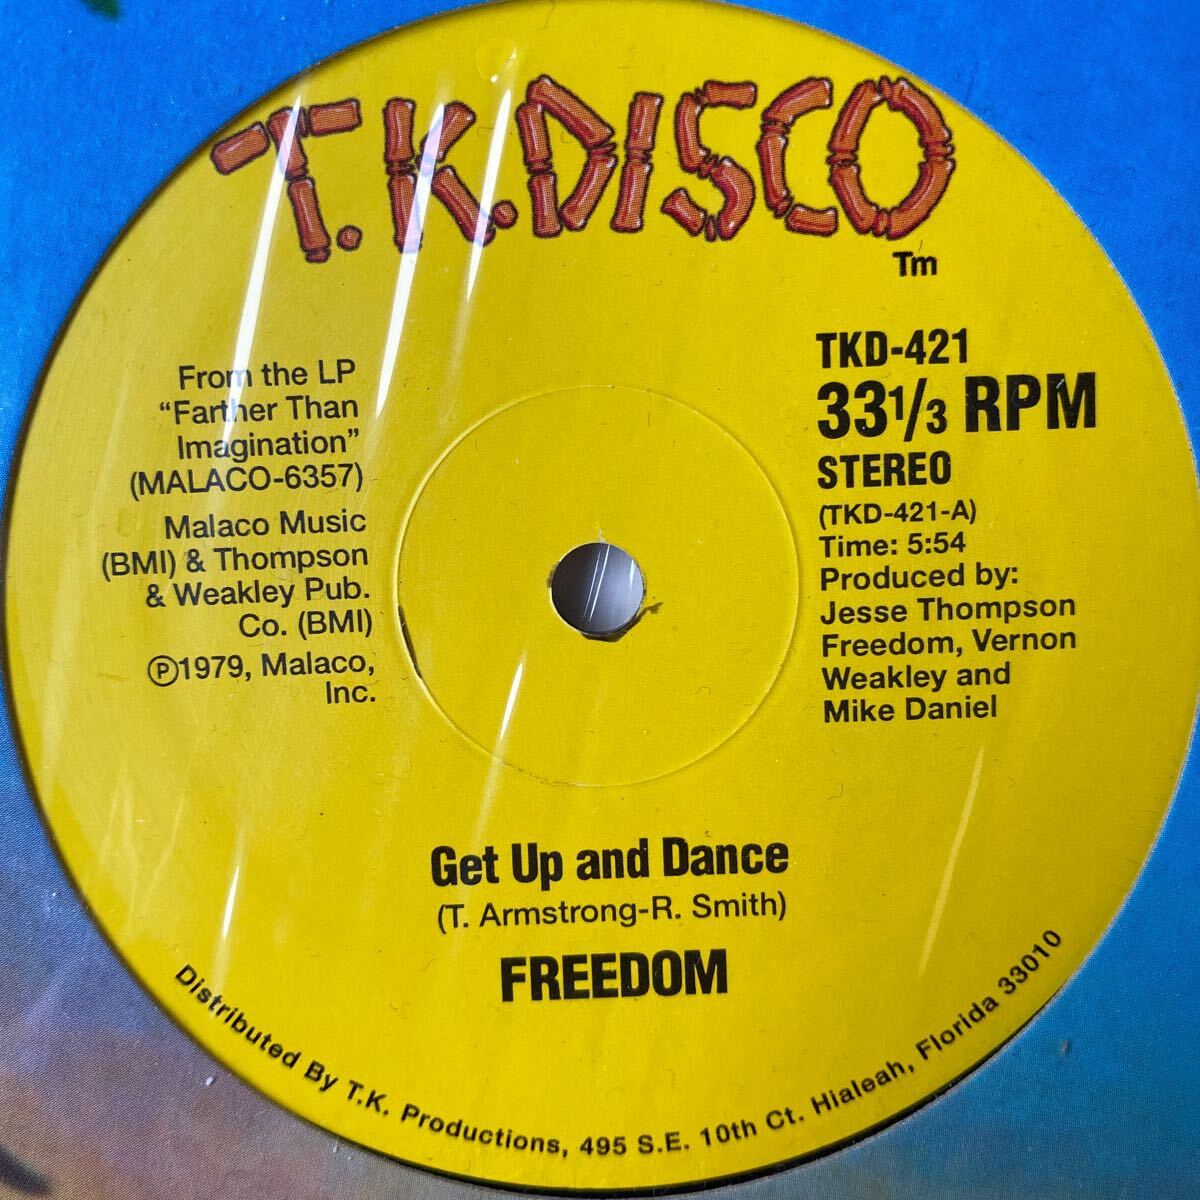 T.K.DISCO
Tm
From the LP
“Farther Than
Imagination”
(MALACO-6357)
Malaco Music
(BMI) & Thompson
& Weakley Pub.
Co. (BMI)
℗1979, Malaco,
Inc.
TKD-421
33 1/3 RPM
STEREO
(TKD-421-A)
Time: 5:54
Produced by:
Jesse Thompson
Freedom, Vernon
Weakley and
Mike Daniel
Get Up and Dance
(T. Armstrong-R. Smith)
FREEDOM
Distributed By T.K. Productions, 495 S.E. 10th Ct. Hialeah, Florida 33010